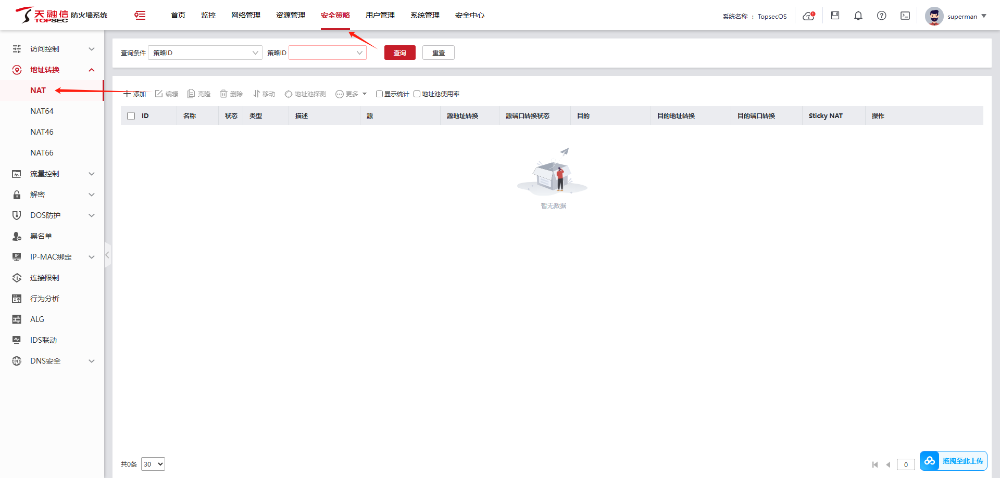 天融信 TOPSEC 防火墙系统
首页 监控 网络管理 资源管理 安全策略 用户管理 系统管理 安全中心
系统名称 : TopsecOS
superman
访问控制
地址转换
NAT
NAT64
NAT46
NAT66
流量控制
解密
DOS防护
黑名单
IP-MAC绑定
连接限制
行为分析
ALG
IDS联动
DNS安全
查询条件 策略ID 策略ID 查询 重置
添加 编辑 克隆 删除 移动 地址池探测 更多 显示统计 地址池使用率
ID 名称 状态 类型 描述 源 源地址转换 源端口转换状态 目的 目的地址转换 目的端口转换 Sticky NAT 操作
暂无数据
共0条 30
0
拖拽至此上传